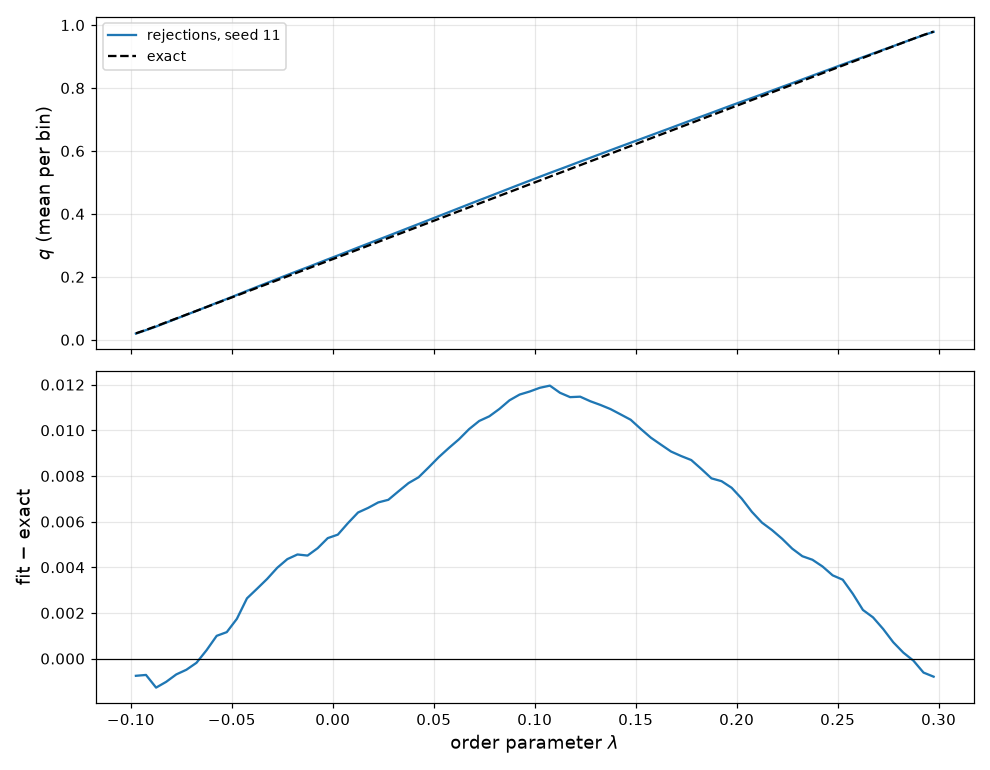 rejections, seed 11
exact
q (mean per bin)
1.0
0.8
0.6
0.4
0.2
0.0
fit − exact
0.012
0.010
0.008
0.006
0.004
0.002
0.000
−0.10 −0.05 0.00 0.05 0.10 0.15 0.20 0.25 0.30
order parameter λ